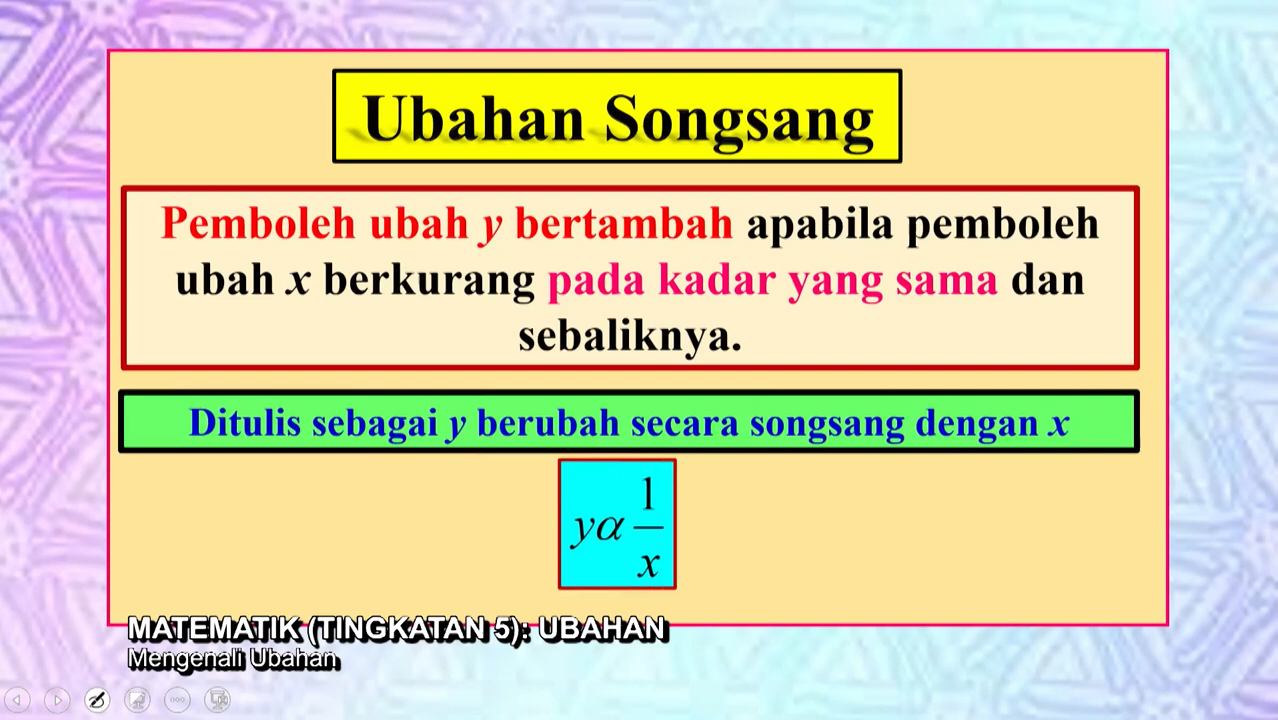 Ubahan Songsang
Pemboleh ubah y bertambah apabila pemboleh
ubah x berkurang pada kadar yang sama dan
sebaliknya.
Ditulis sebagai y berubah secara songsang dengan x
yα 1/x
MATEMATIK (TINGKATAN 5): UBAHAN
Mengenali Ubahan